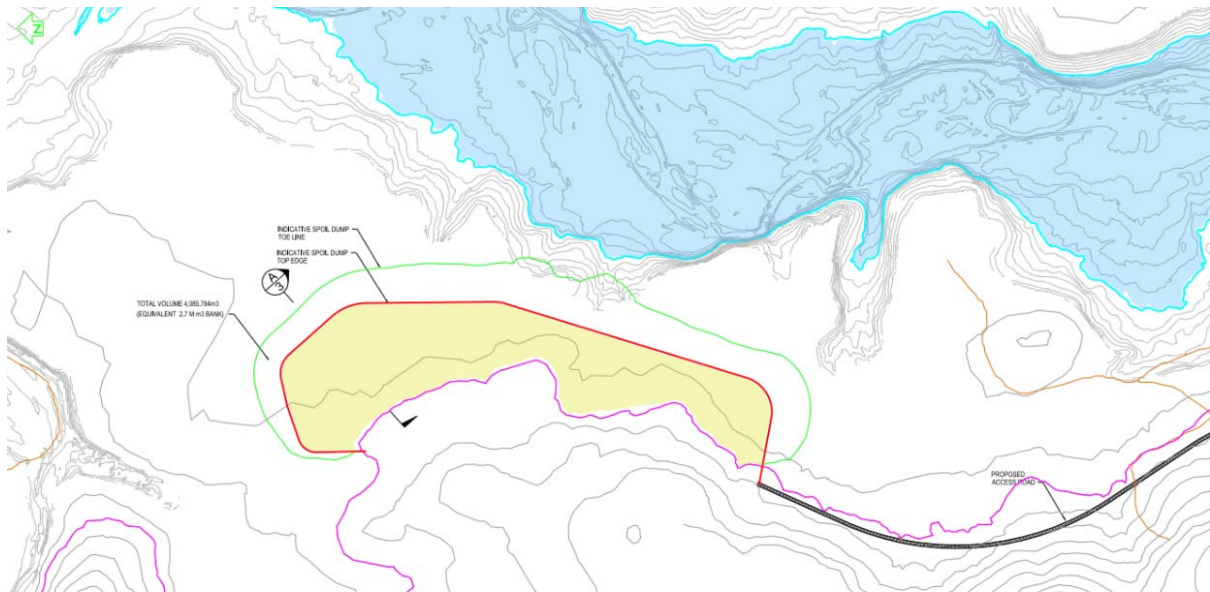 N
INDICATIVE SPOIL DUMP
TOE LINE
INDICATIVE SPOIL DUMP
TOP EDGE
A
3
TOTAL VOLUME 4,085,784m3
(EQUIVALENT 2.7 M m3 BANK)
PROPOSED
ACCESS ROAD